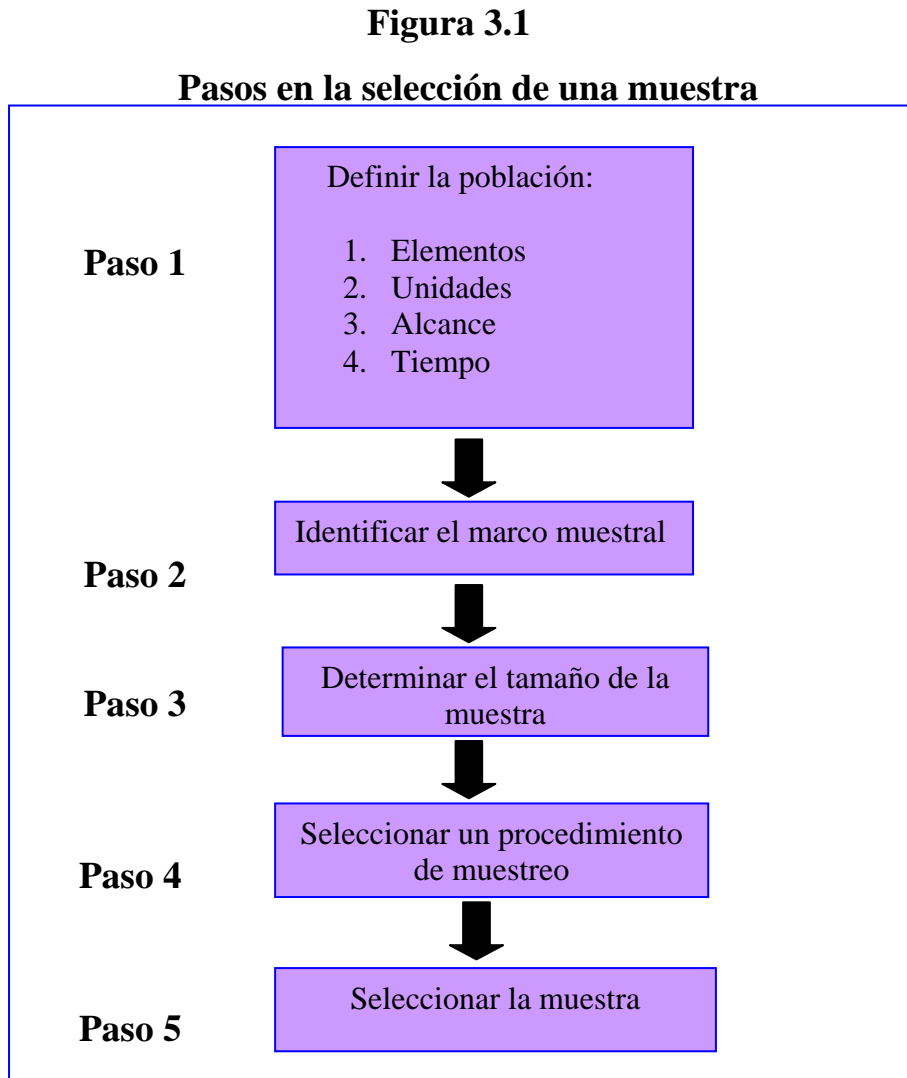 Figura 3.1
Pasos en la selección de una muestra
Paso 1
Definir la población:
1. Elementos
2. Unidades
3. Alcance
4. Tiempo
Paso 2
Identificar el marco muestral
Paso 3
Determinar el tamaño de la
muestra
Paso 4
Seleccionar un procedimiento
de muestreo
Paso 5
Seleccionar la muestra